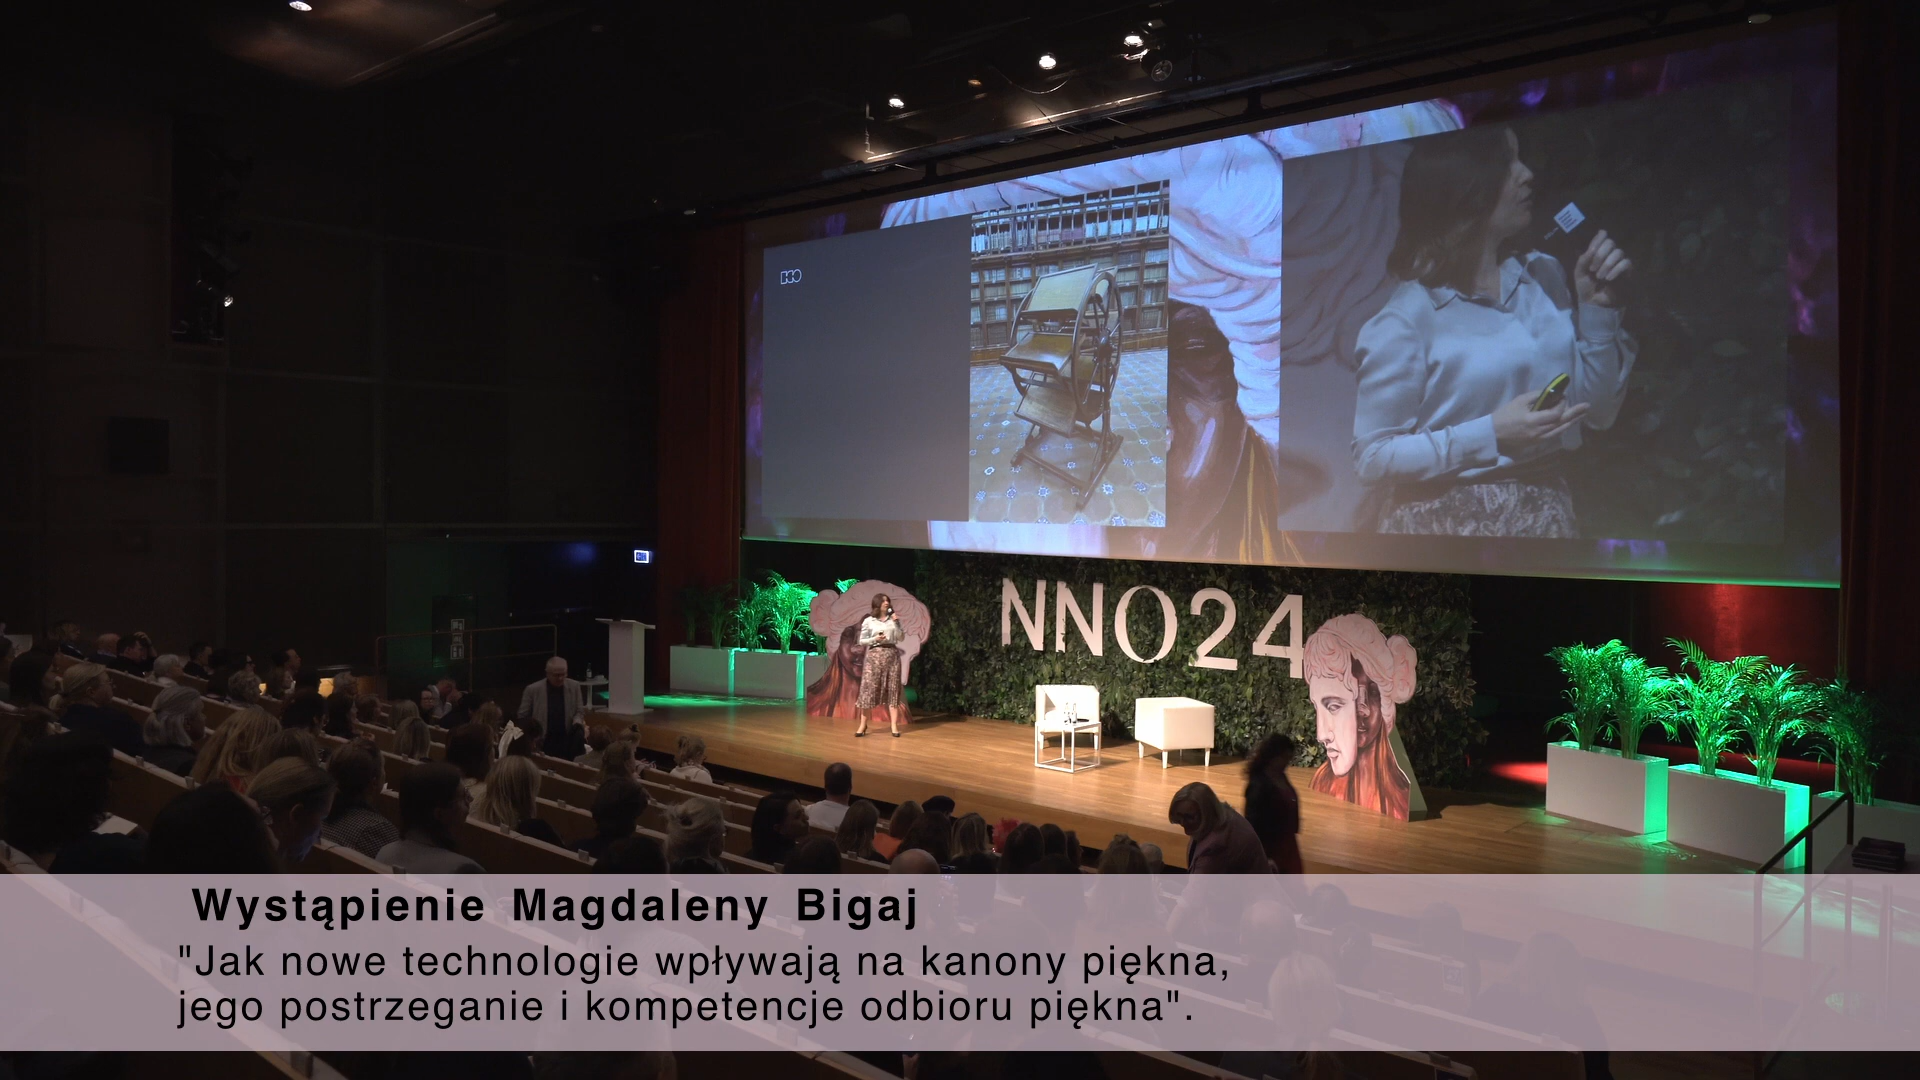 NNO24
Wystąpienie Magdaleny Bigaj
"Jak nowe technologie wpływają na kanony piękna,
jego postrzeganie i kompetencje odbioru piękna".